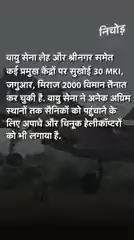 निचोड़
वायु सेना लेह और श्रीनगर समेत
कई प्रमुख केंद्रों पर सुखोई 30 MKI,
जगुआर, मिराज 2000 विमान तैनात
कर चुकी है. वायु सेना ने अनेक अग्रिम
स्थानों तक सैनिकों को पहुंचाने के
लिए अपाचे और चिनूक हेलीकॉप्टरों
को भी लगाया है.